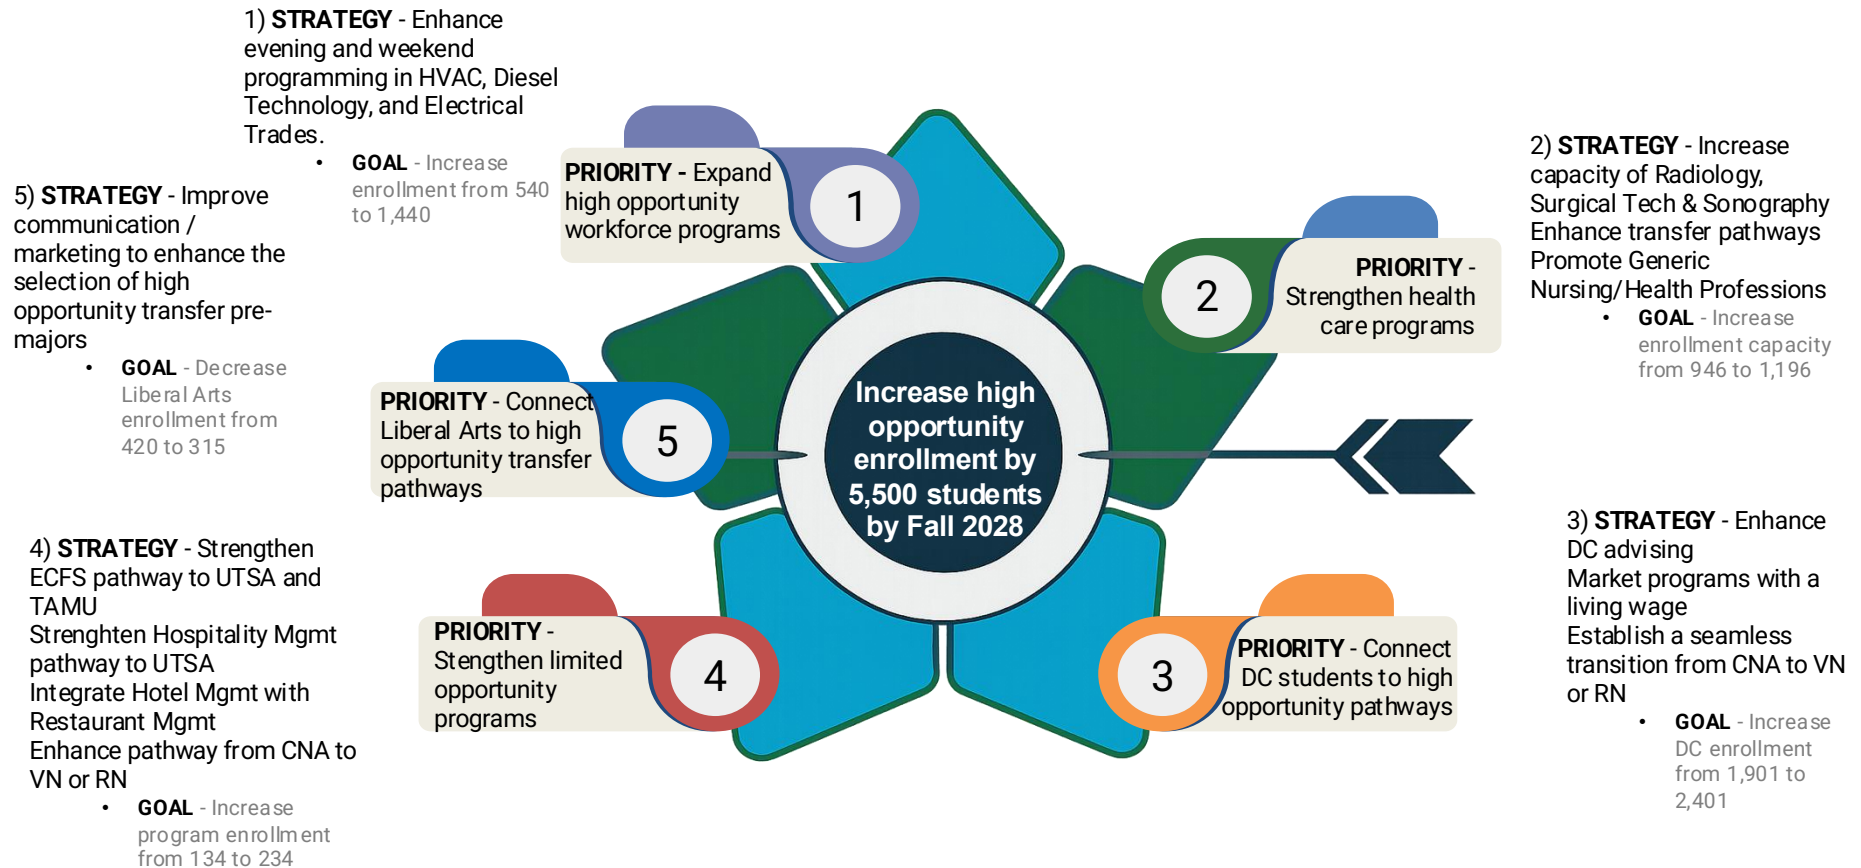 1) STRATEGY - Enhance
evening and weekend
programming in HVAC, Diesel
Technology, and Electrical
Trades.
• GOAL - Increase
enrollment from 540
to 1,440
PRIORITY - Expand
high opportunity
workforce programs
1
2) STRATEGY - Increase
capacity of Radiology,
Surgical Tech & Sonography
Enhance transfer pathways
Promote Generic
Nursing/Health Professions
• GOAL - Increase
enrollment capacity
from 946 to 1,196
2
PRIORITY -
Strengthen health
care programs
5) STRATEGY - Improve
communication /
marketing to enhance the
selection of high
opportunity transfer pre-
majors
• GOAL - Decrease
Liberal Arts
enrollment from
420 to 315
PRIORITY - Connect
Liberal Arts to high
opportunity transfer
pathways
5
Increase high
opportunity
enrollment by
5,500 students
by Fall 2028
4) STRATEGY - Strengthen
ECFS pathway to UTSA and
TAMU
Strenghten Hospitality Mgmt
pathway to UTSA
Integrate Hotel Mgmt with
Restaurant Mgmt
Enhance pathway from CNA to
VN or RN
• GOAL - Increase
program enrollment
from 134 to 234
PRIORITY -
Stengthen limited
opportunity
programs
4
3
PRIORITY - Connect
DC students to high
opportunity pathways
3) STRATEGY - Enhance
DC advising
Market programs with a
living wage
Establish a seamless
transition from CNA to VN
or RN
• GOAL - Increase
DC enrollment
from 1,901 to
2,401